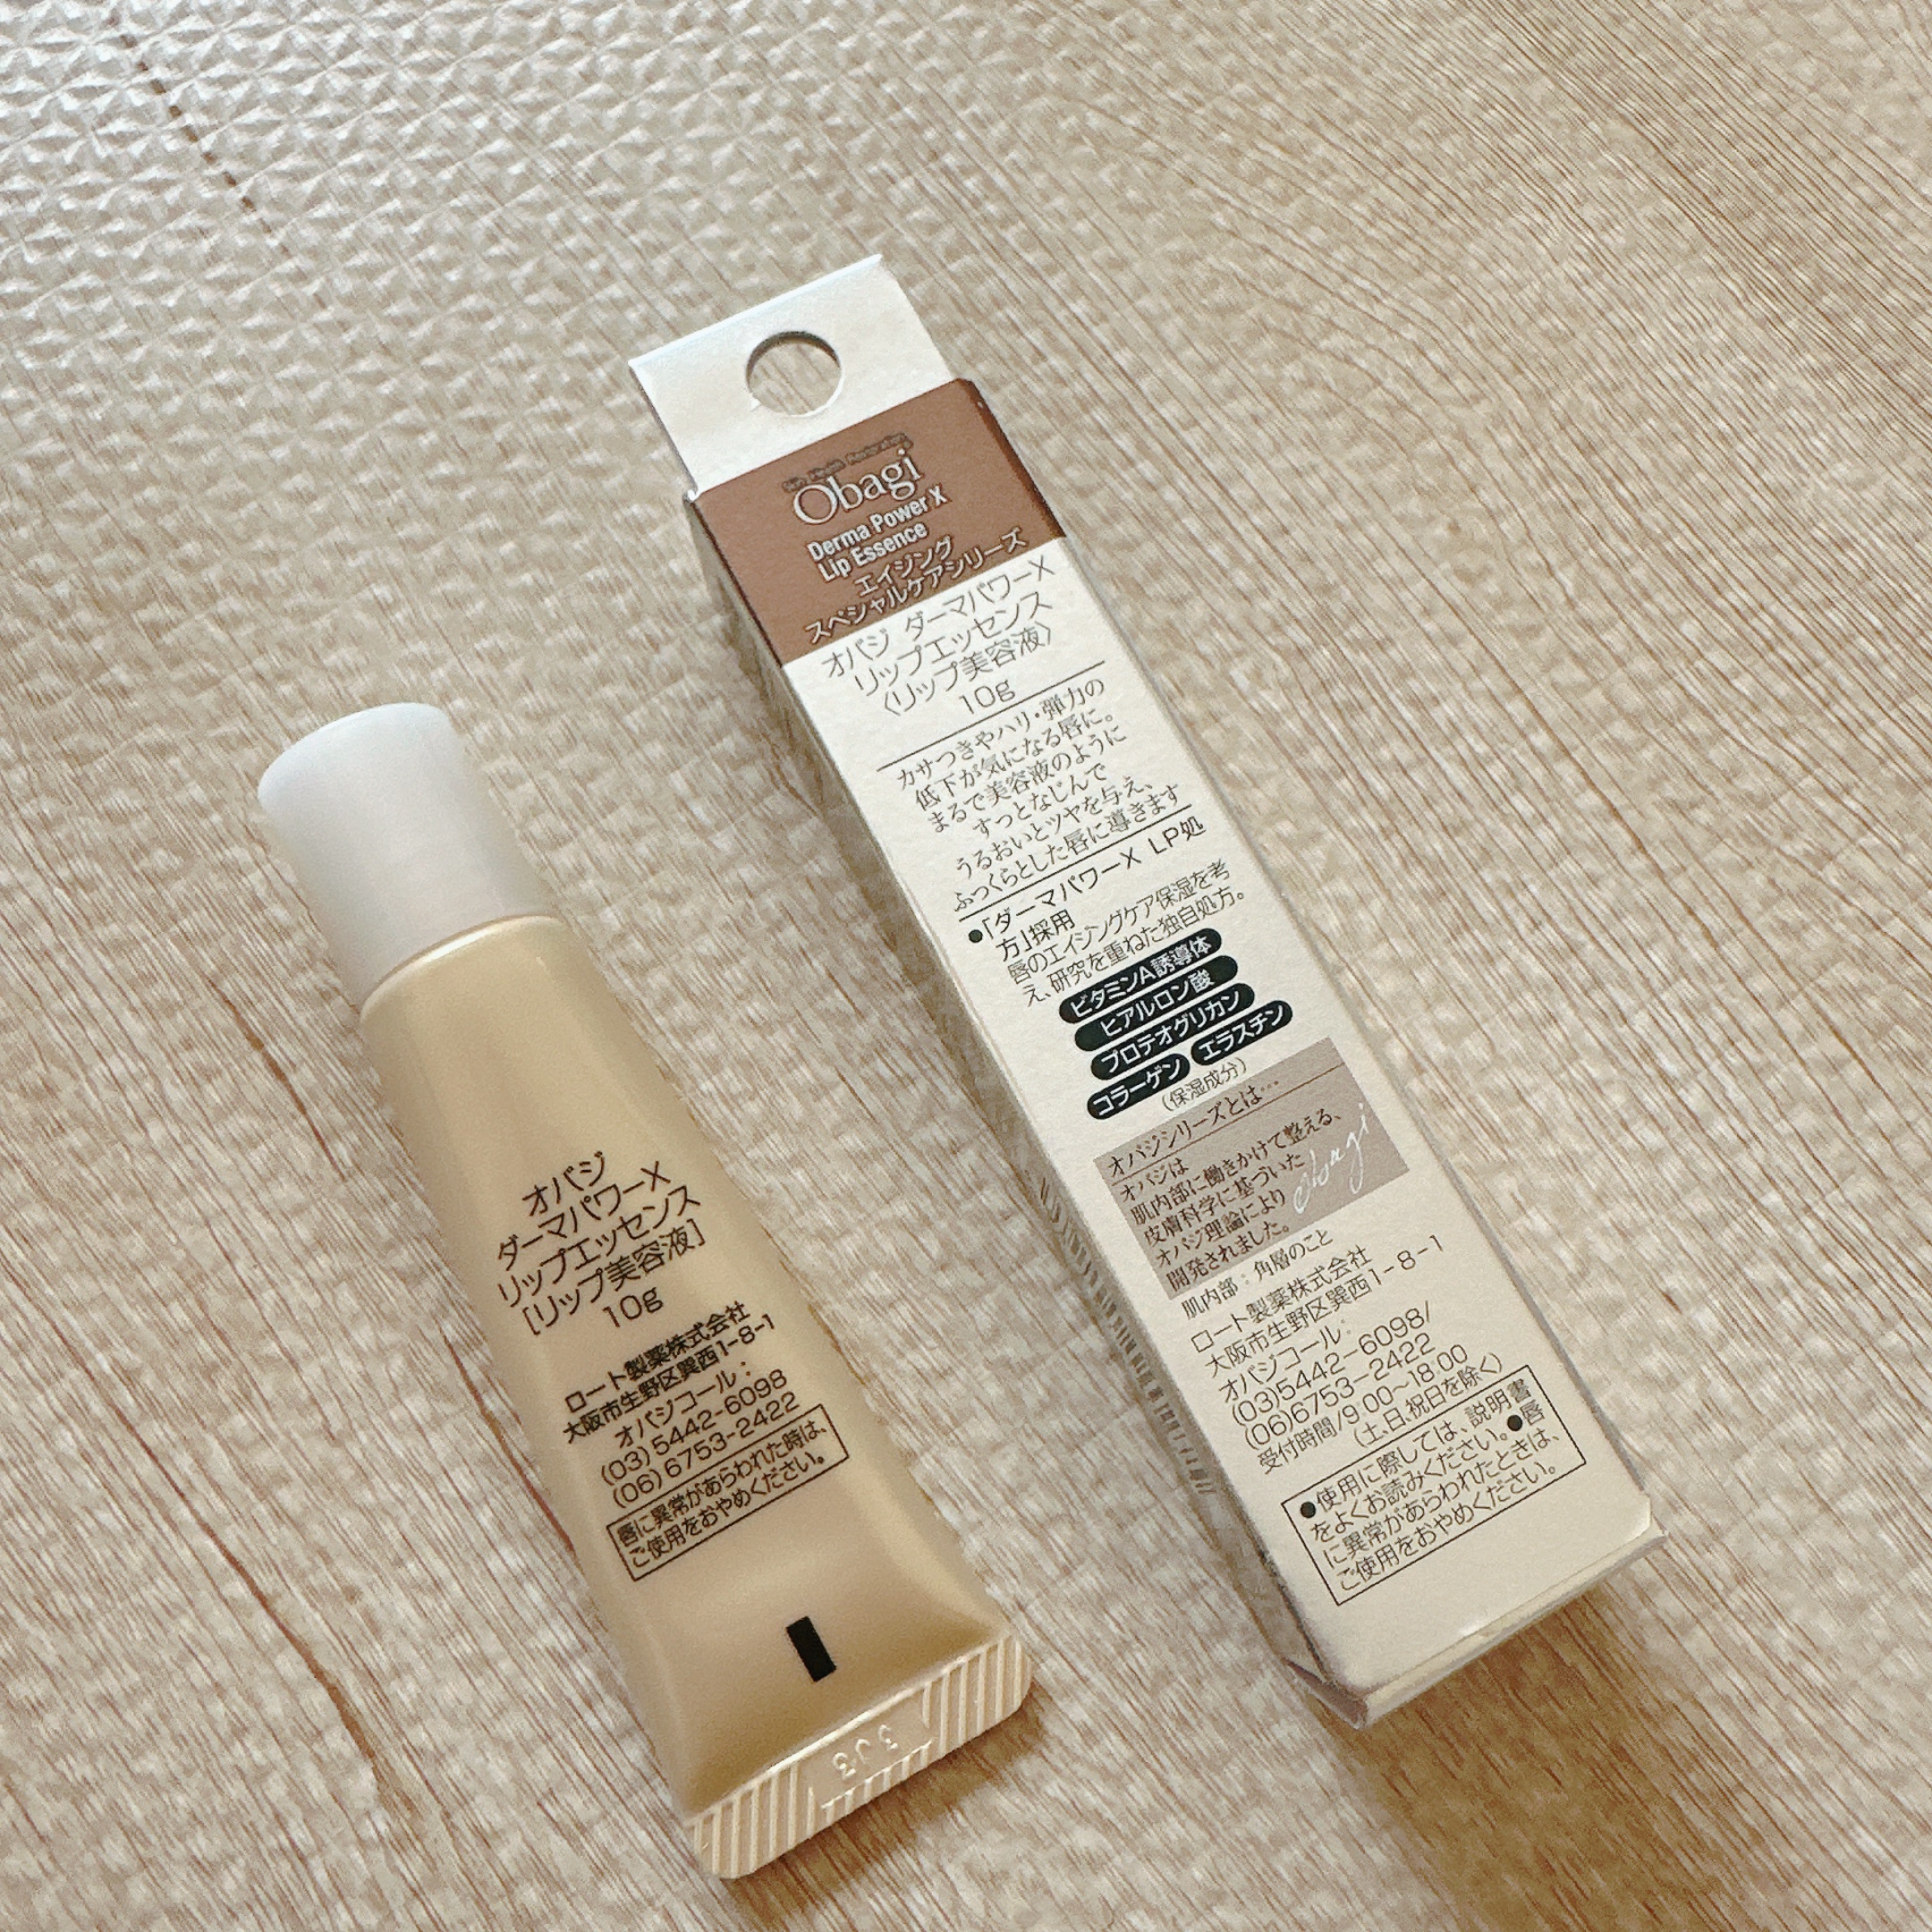 オバジ
ダーマパワーX
リップエッセンス
[リップ美容液]
10g
ロート製薬株式会社
大阪市生野区巽西1-8-1
オバジコール:
(03)5442-6098
(06)6753-2422
唇に異常があらわれた時は、
ご使用をおやめください。
303
Obagi
Derma Power X
Lip Essence
エイジング
スペシャルケアシリーズ
オバジ ダーマパワーX
リップエッセンス
〈リップ美容液〉
10g
カサつきやハリ・弾力の
低下が気になる唇に。
まるで美容液のように
すっとなじんで
うるおいとツヤを与え、
ふっくらとした唇に導きます
●「ダーマパワーX LP処
方」採用
唇のエイジングケア保湿を考
え、研究を重ねた独自処方。
ビタミンA誘導体
ヒアルロン酸
プロテオグリカン
コラーゲン エラスチン
(保湿成分)
オバジシリーズとは…
オバジは
肌内部に働きかけて整える、
皮膚科学に基づいた
オバジ理論により
開発されました。
obagi
肌内部:角層のこと
ロート製薬株式会社
大阪市生野区巽西1-8-1
オバジコール:
(03)5442-6098/
(06)6753-2422
受付時間/9:00~18:00
(土、日、祝日を除く)
●使用に際しては、説明書
をよくお読みください。●唇
に異常があらわれたときは、
ご使用をおやめください。